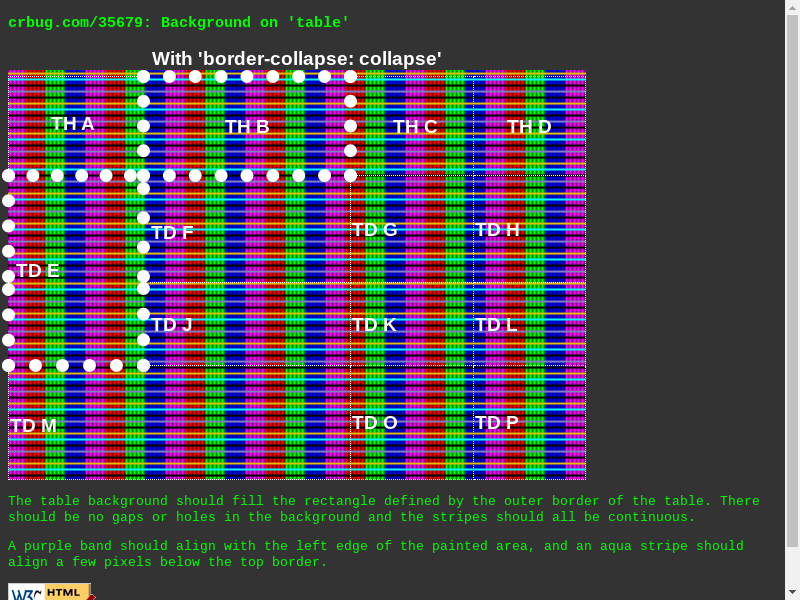 crbug.com/35679: Background on 'table'
With 'border-collapse: collapse'
TH A
TH B
TH C
TH D
TD E
TD F
TD G
TD H
TD J
TD K
TD L
TD M
TD O
TD P
The table background should fill the rectangle defined by the outer border of the table. There
should be no gaps or holes in the background and the stripes should all be continuous.
A purple band should align with the left edge of the painted area, and an aqua stripe should
align a few pixels below the top border.
W3C HTML